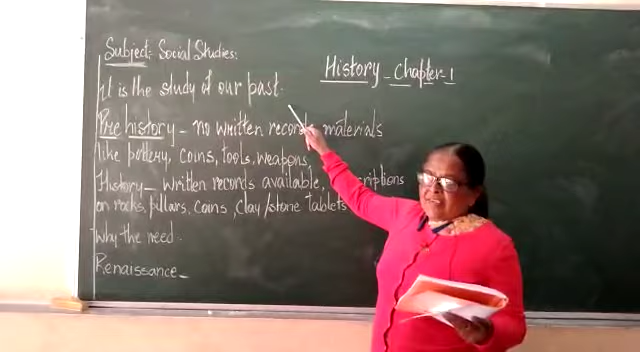 Subject: Social Studies:
History - Chapter - 1
It is the study of our past.
Pre history - no written records materials
like pottery, coins, tools, weapons,
History - Written records available,
on rocks, pillars, coins, clay/stone tablets
Why the need.
Renaissance -